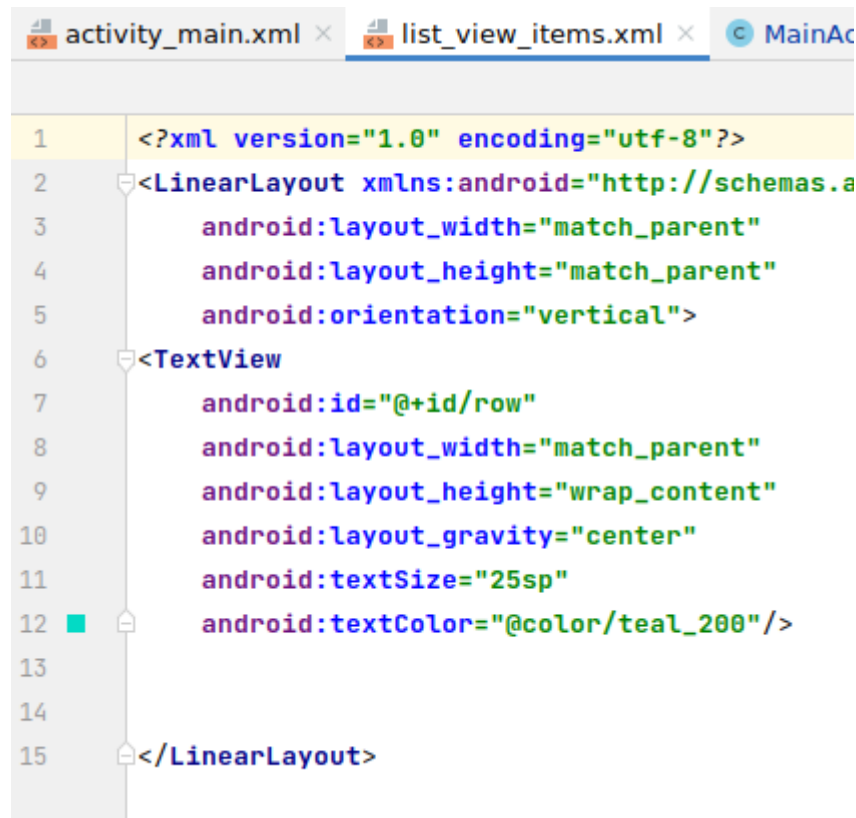 activity_main.xml × list_view_items.xml × C MainAc
1 <?xml version="1.0" encoding="utf-8"?>
2 <LinearLayout xmlns:android="http://schemas.a
3 android:layout_width="match_parent"
4 android:layout_height="match_parent"
5 android:orientation="vertical">
6 <TextView
7 android:id="@+id/row"
8 android:layout_width="match_parent"
9 android:layout_height="wrap_content"
10 android:layout_gravity="center"
11 android:textSize="25sp"
12 android:textColor="@color/teal_200"/>
13
14
15 </LinearLayout>